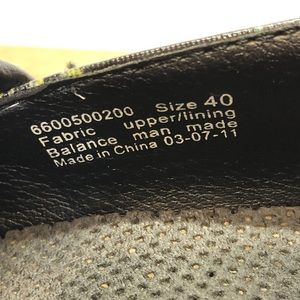 6600500200 Size 40
Fabric upper/lining
Balance man made
Made in China 03-07-11